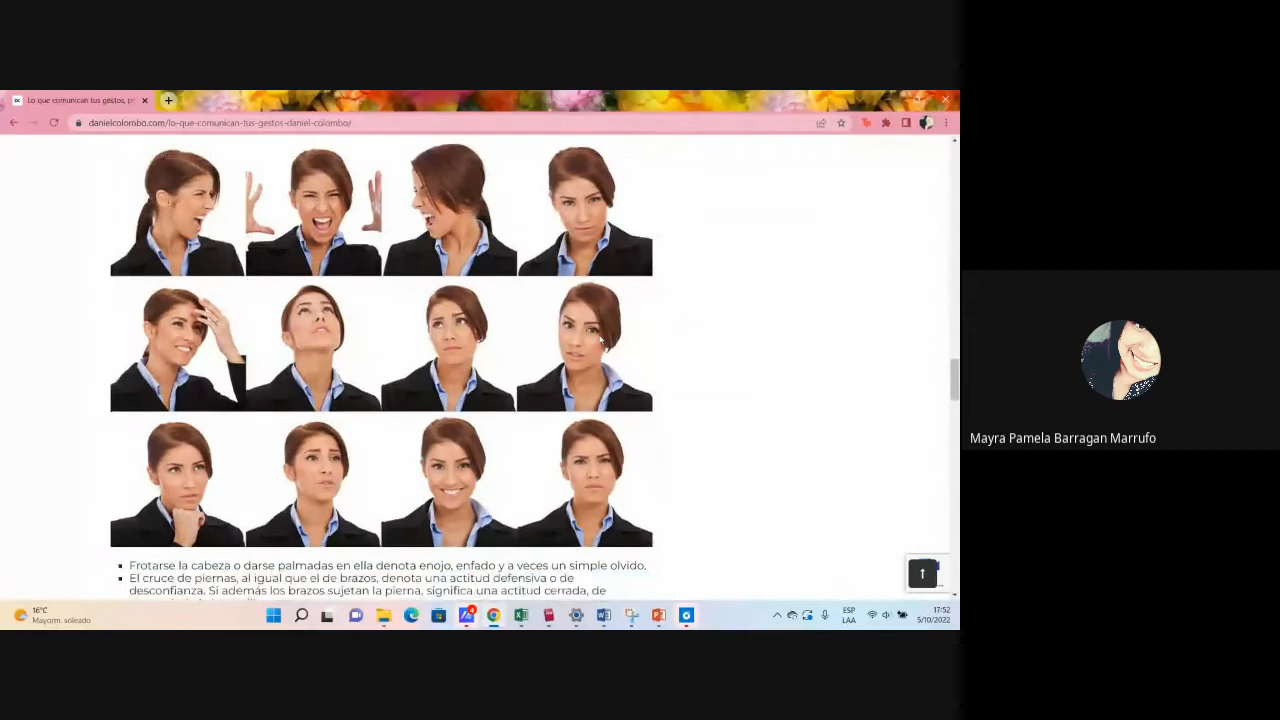 Lo que comunican tus gestos, p
danielcolombo.com/lo-que-comunican-tus-gestos-daniel-colombo/
Mayra Pamela Barragan Marrufo
Frotarse la cabeza o darse palmadas en ella denota enojo, enfado y a veces un simple olvido.
El cruce de piernas, al igual que el de brazos, denota una actitud defensiva o de
desconfianza. Si además los brazos sujetan la pierna, significa una actitud cerrada, de
16°C
Mayorm. soleado
ESP
LAA
17:52
5/10/2022